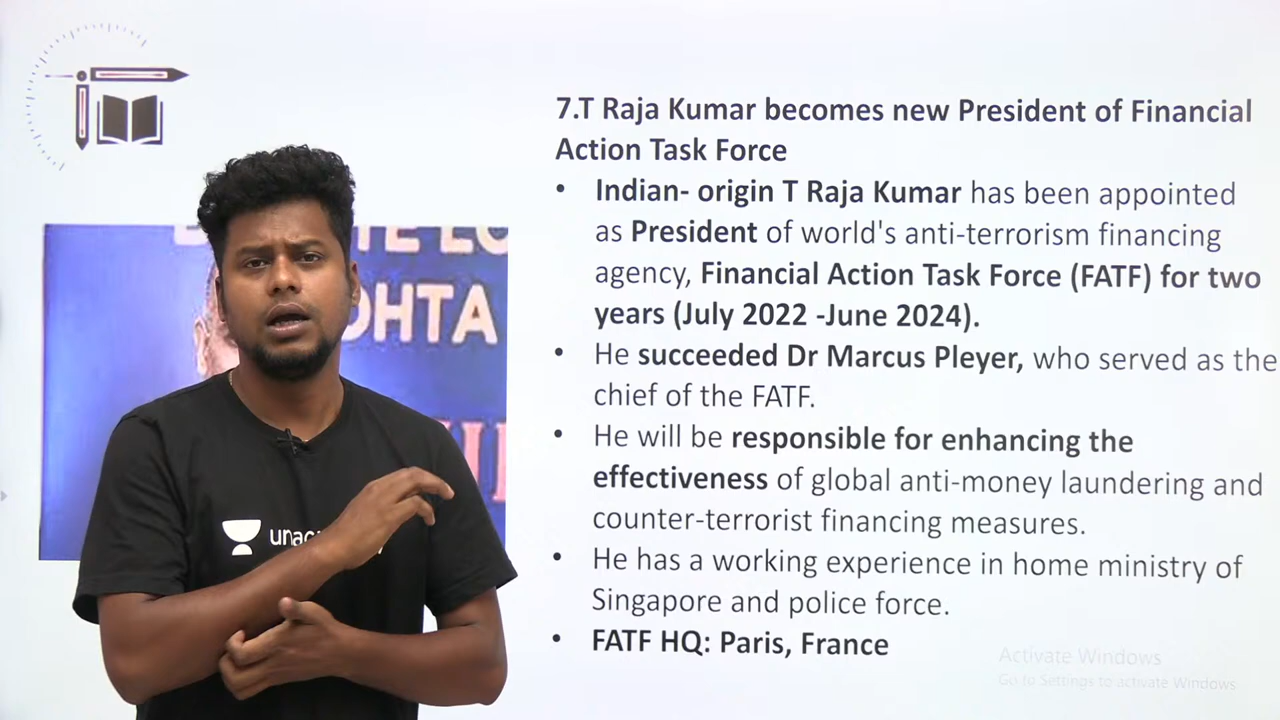 7.T Raja Kumar becomes new President of Financial
Action Task Force
• Indian- origin T Raja Kumar has been appointed
as President of world's anti-terrorism financing
agency, Financial Action Task Force (FATF) for two
years (July 2022 -June 2024).
• He succeeded Dr Marcus Pleyer, who served as the
chief of the FATF.
• He will be responsible for enhancing the
effectiveness of global anti-money laundering and
counter-terrorist financing measures.
• He has a working experience in home ministry of
Singapore and police force.
• FATF HQ: Paris, France
Activate Windows
Go to Settings to activate Windows